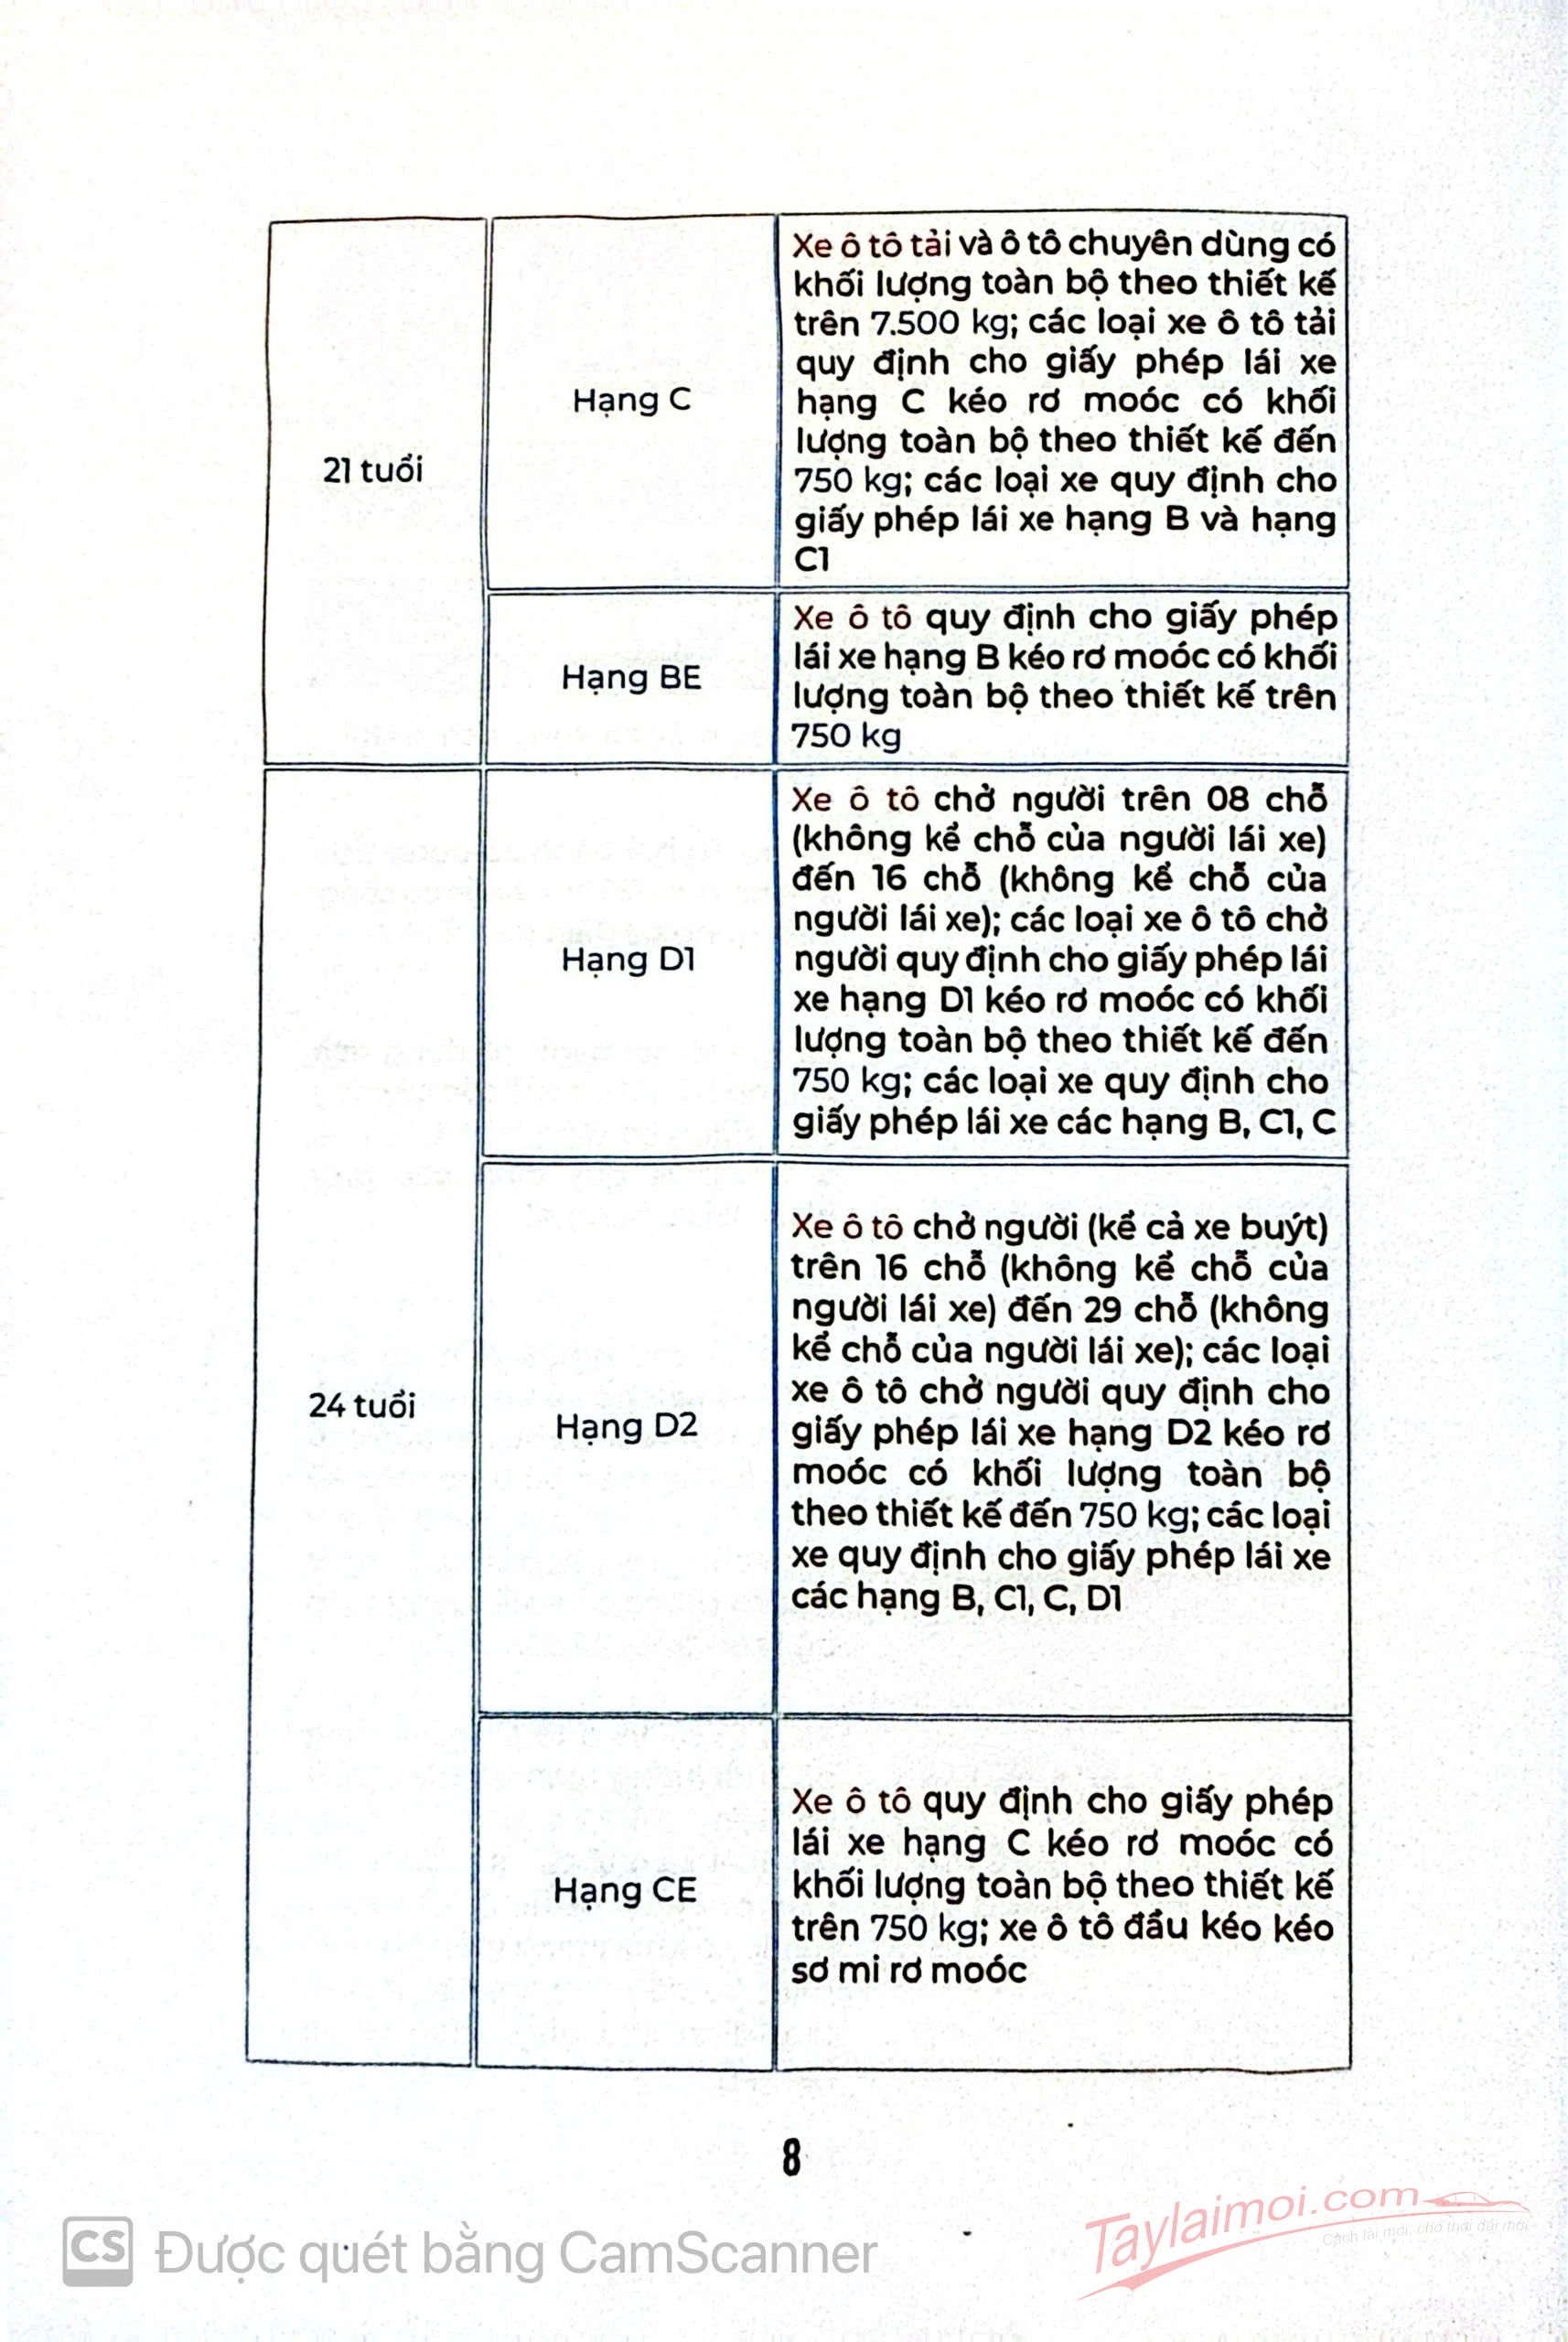 21 tuổi
Hạng C
Xe ô tô tải và ô tô chuyên dùng có
khối lượng toàn bộ theo thiết kế
trên 7.500 kg; các loại xe ô tô tải
quy định cho giấy phép lái xe
hạng C kéo rơ moóc có khối
lượng toàn bộ theo thiết kế đến
750 kg; các loại xe quy định cho
giấy phép lái xe hạng B và hạng
C1
Hạng BE
Xe ô tô quy định cho giấy phép
lái xe hạng B kéo rơ moóc có khối
lượng toàn bộ theo thiết kế trên
750 kg
24 tuổi
Hạng D1
Xe ô tô chở người trên 08 chỗ
(không kể chỗ của người lái xe)
đến 16 chỗ (không kể chỗ của
người lái xe); các loại xe ô tô chở
người quy định cho giấy phép lái
xe hạng D1 kéo rơ moóc có khối
lượng toàn bộ theo thiết kế đến
750 kg; các loại xe quy định cho
giấy phép lái xe các hạng B, C1, C
Hạng D2
Xe ô tô chở người (kể cả xe buýt)
trên 16 chỗ (không kể chỗ của
người lái xe) đến 29 chỗ (không
kể chỗ của người lái xe); các loại
xe ô tô chở người quy định cho
giấy phép lái xe hạng D2 kéo rơ
moóc có khối lượng toàn bộ
theo thiết kế đến 750 kg; các loại
xe quy định cho giấy phép lái xe
các hạng B, C1, C, D1
Hạng CE
Xe ô tô quy định cho giấy phép
lái xe hạng C kéo rơ moóc có
khối lượng toàn bộ theo thiết kế
trên 750 kg; xe ô tô đầu kéo kéo
sơ mi rơ moóc
8
CS Được quét bằng CamScanner
Taylaimoi.com
Cách lái mới, cho thời đại mới